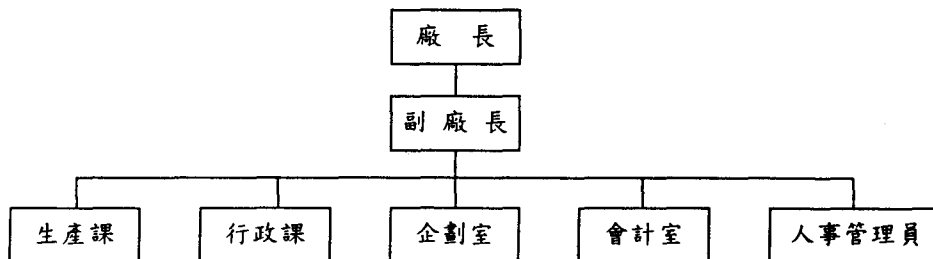 廠長
副廠長
生產課
行政課
企劃室
會計室
人事管理員